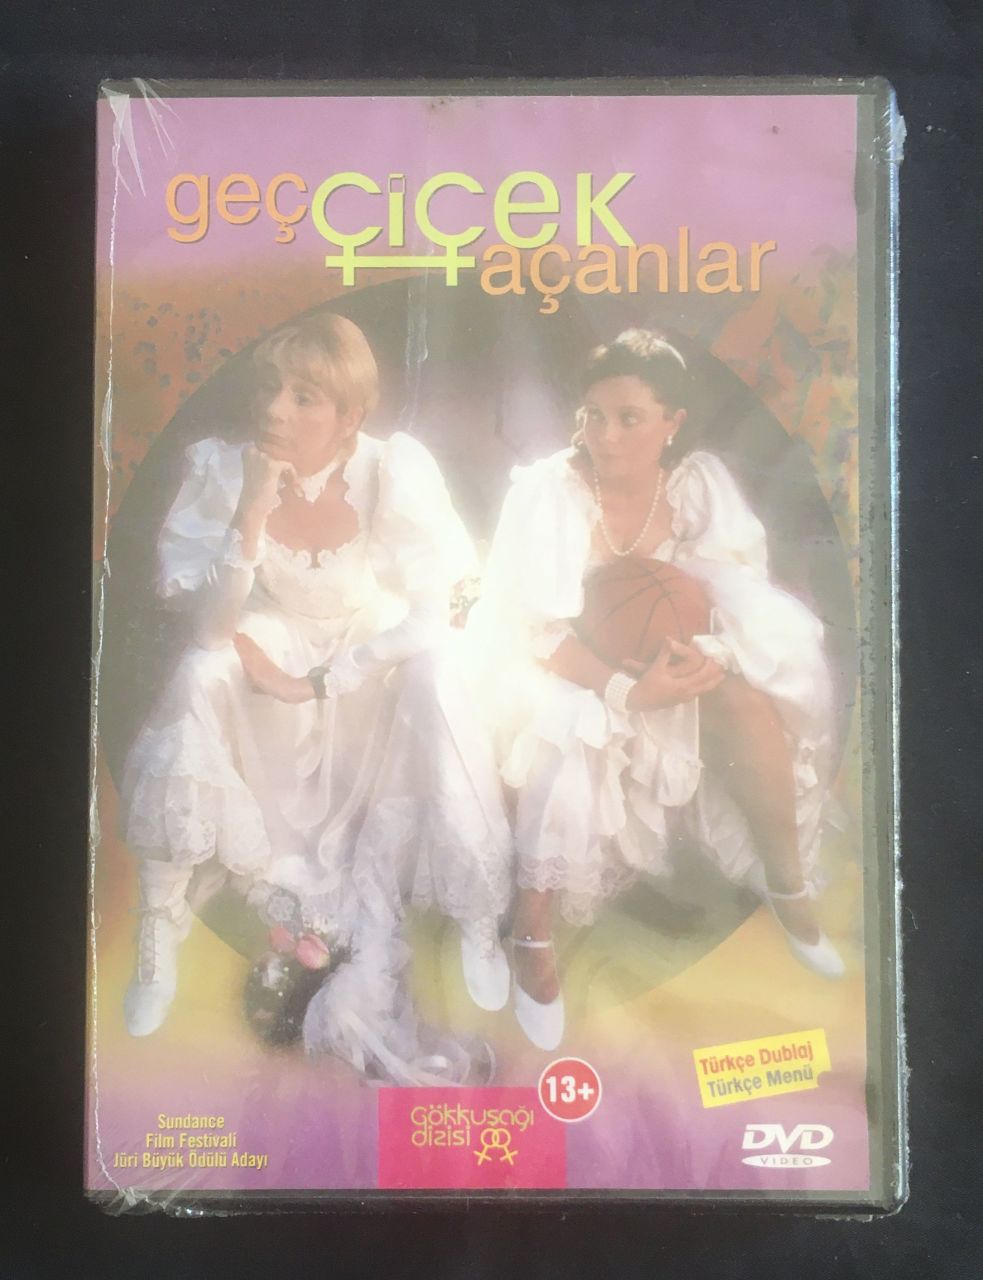 geç
çiçek
açanlar
Türkçe Dublaj
Türkçe Menü
13+
Gökkuşağı
dizisi
Sundance
Film Festivali
Jüri Büyük Ödülü Adayı
DVD
VIDEO